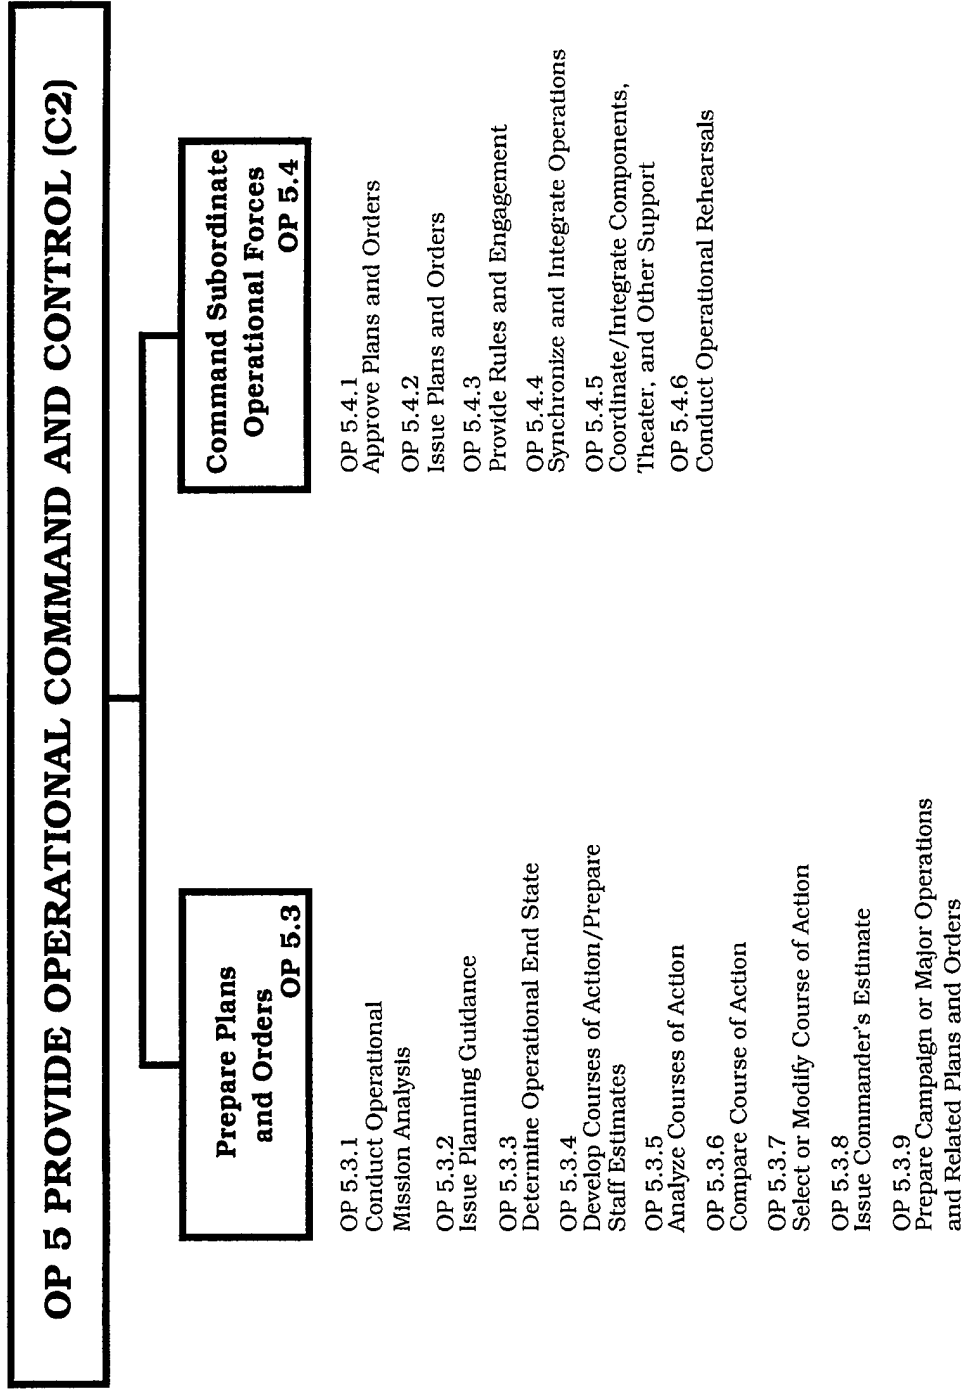 OP 5 PROVIDE OPERATIONAL COMMAND AND CONTROL (C2)
Prepare Plans
and Orders
OP 5.3
OP 5.3.1
Conduct Operational
Mission Analysis
OP 5.3.2
Issue Planning Guidance
OP 5.3.3
Determine Operational End State
OP 5.3.4
Develop Courses of Action/Prepare
Staff Estimates
OP 5.3.5
Analyze Courses of Action
OP 5.3.6
Compare Course of Action
OP 5.3.7
Select or Modify Course of Action
OP 5.3.8
Issue Commander's Estimate
OP 5.3.9
Prepare Campaign or Major Operations
and Related Plans and Orders
Command Subordinate
Operational Forces
OP 5.4
OP 5.4.1
Approve Plans and Orders
OP 5.4.2
Issue Plans and Orders
OP 5.4.3
Provide Rules and Engagement
OP 5.4.4
Synchronize and Integrate Operations
OP 5.4.5
Coordinate/Integrate Components,
Theater, and Other Support
OP 5.4.6
Conduct Operational Rehearsals